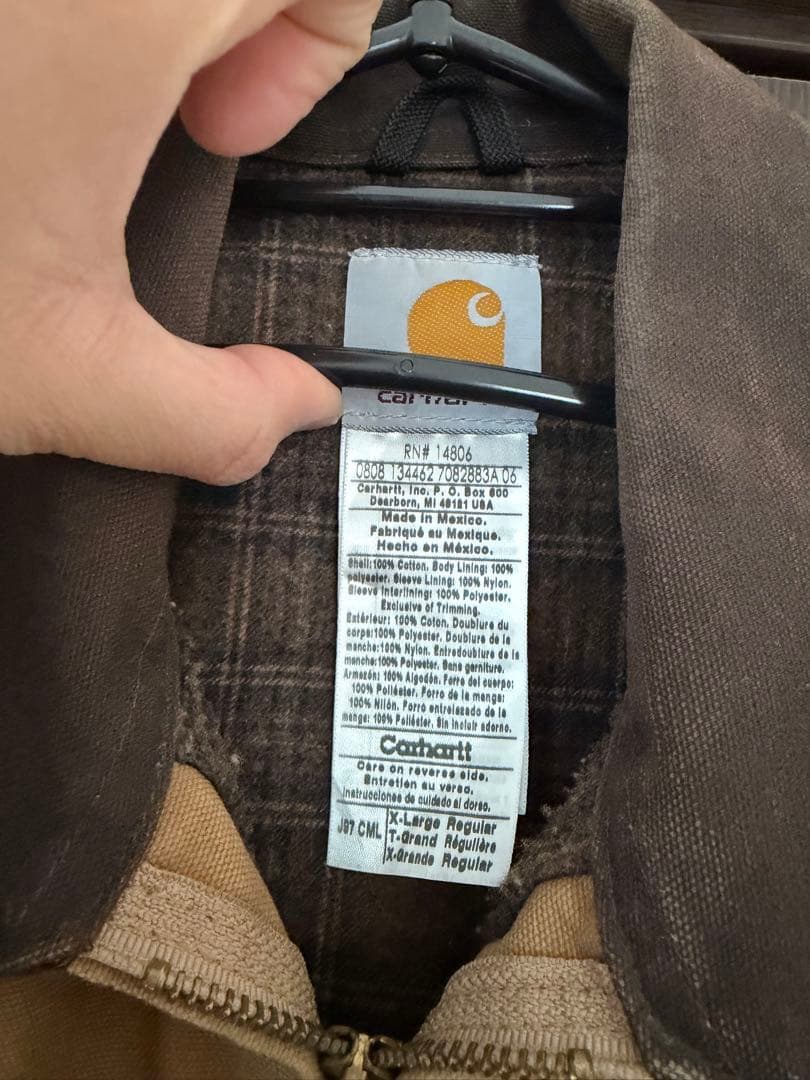 RN# 14806
0808 134462 7082883A 06
Carhartt, Inc. P. O. Box 600
Dearborn, MI 48121 USA
Made in Mexico.
Fabriqué au Mexique.
Hecho en México.
Shell:100% Cotton. Body Lining: 100%
polyester. Sleeve Lining: 100% Nylon.
Sleeve Interlining: 100% Polyester.
Exclusive of Trimming.
Extérieur: 100% Coton. Doublure du
corps:100% Polyester. Doublure de la
manche:100% Nylon. Entredoublure de la
manche:100% Polyester. Sans garniture.
Armazón: 100% Algodón. Forro del cuerpo:
100% Poliéster. Forro de la manga:
100% Nilón. Forro entrelazado de la
manga: 100% Poliéster. Sin incluir adorno.
Carhartt
Care on reverse side.
Entretien au verso.
Instrucciones de cuidado al dorso.
J97 CML
X-Large Regular
T-Grand Régulière
X-Grande Regular